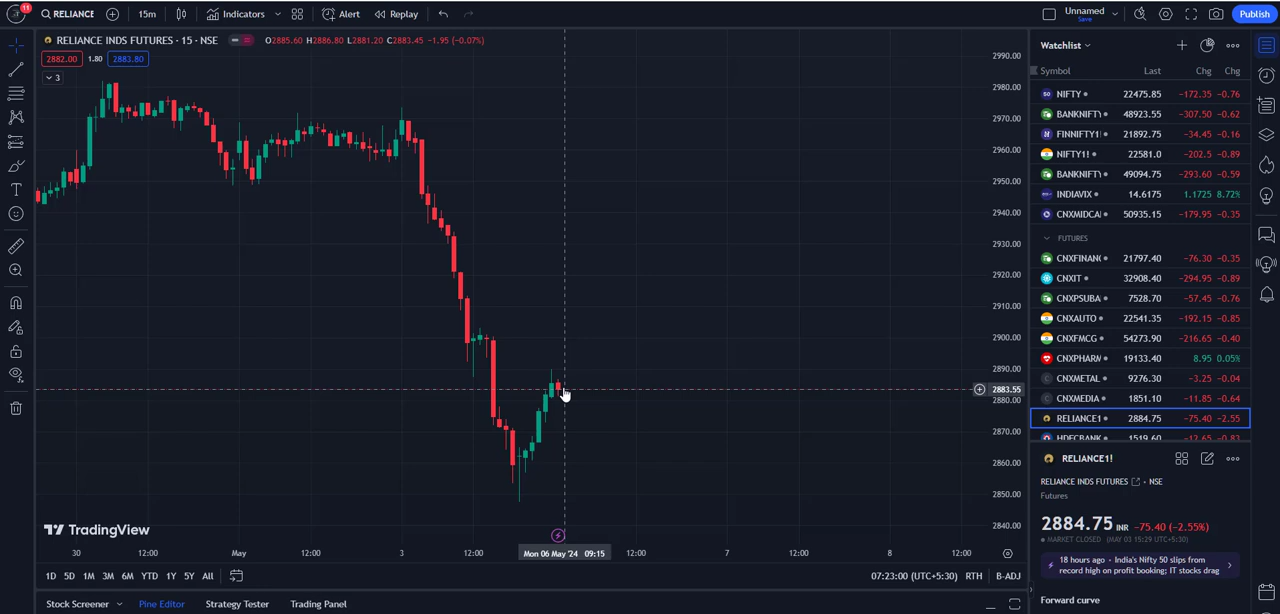 11
RELIANCE
15m
Indicators
Alert
Replay
Unnamed
Save
Publish
RELIANCE INDS FUTURES · 15 · NSE
O2885.60 H2886.80 L2881.20 C2883.45 -1.95 (-0.07%)
2882.00 1.80 2883.80
3
2990.00
2980.00
2970.00
2960.00
2950.00
2940.00
2930.00
2920.00
2910.00
2900.00
2890.00
2883.55
2880.00
2870.00
2860.00
2850.00
2840.00
TradingView
30 12:00 May 12:00 3 12:00 Mon 06 May '24 09:15 12:00 7 12:00 8 12:00
1D 5D 1M 3M 6M YTD 1Y 5Y All
07:23:00 (UTC+5:30) RTH B-ADJ
Stock Screener Pine Editor Strategy Tester Trading Panel
Watchlist
Symbol Last Chg Chg
NIFTY 22475.85 -172.35 -0.76
BANKNIFTY 48923.55 -307.50 -0.62
FINNIFTY1! 21892.75 -34.45 -0.16
NIFTY1! 22581.0 -202.5 -0.89
BANKNIFTY 49094.75 -293.60 -0.59
INDIAVIX 14.6175 1.1725 8.72%
CNXMIDCA 50935.15 -179.95 -0.35
FUTURES
CNXFINANC 21797.40 -76.30 -0.35
CNXIT 32908.40 -294.95 -0.89
CNXPSUBA 7528.70 -57.45 -0.76
CNXAUTO 22541.35 -192.15 -0.85
CNXFMCG 54273.90 -216.65 -0.40
CNXPHARM 19133.40 8.95 0.05%
CNXMETAL 9276.30 -3.25 -0.04
CNXMEDIA 1851.10 -11.85 -0.64
RELIANCE1 2884.75 -75.40 -2.55
HDFCBANK 1519.60 -12.65 -0.83
RELIANCE1!
RELIANCE INDS FUTURES · NSE
Futures
2884.75 INR -75.40 (-2.55%)
MARKET CLOSED (MAY 03 15:29 UTC+5:30)
18 hours ago · India's Nifty 50 slips from
record high on profit booking; IT stocks drag
Forward curve